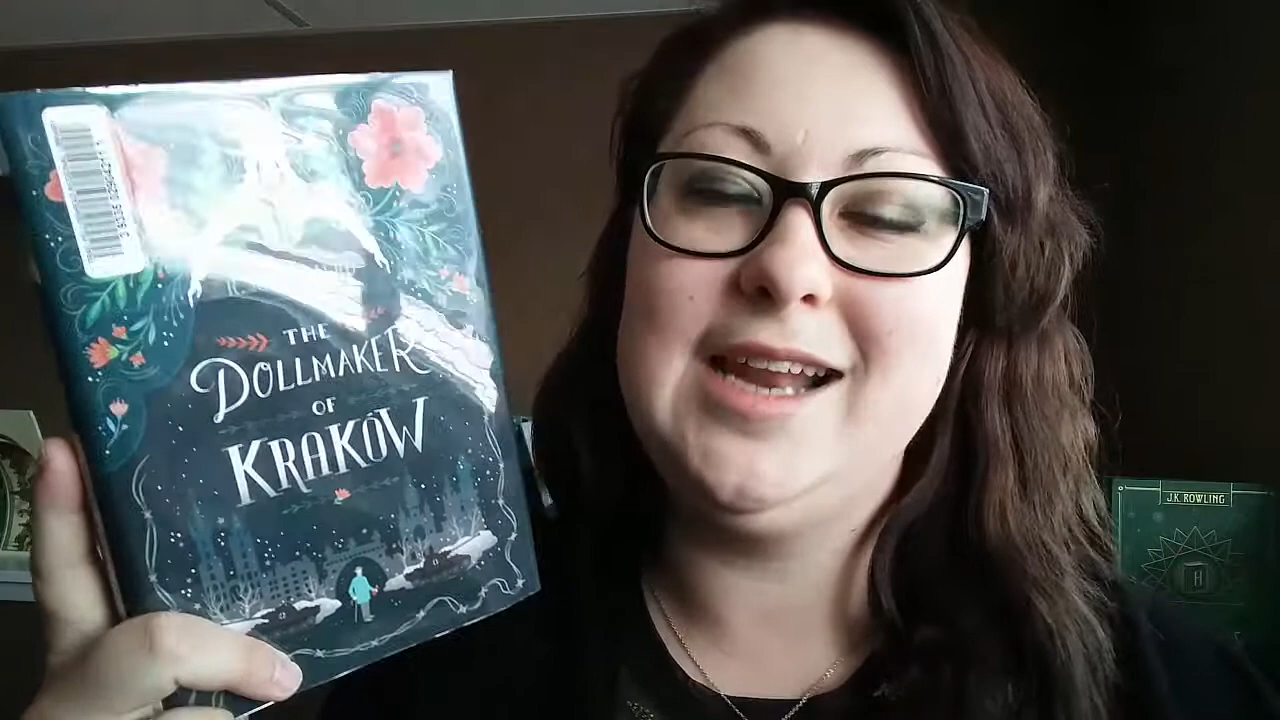 THE
DOLLMAKER
OF
KRAKÓW
J.K. ROWLING